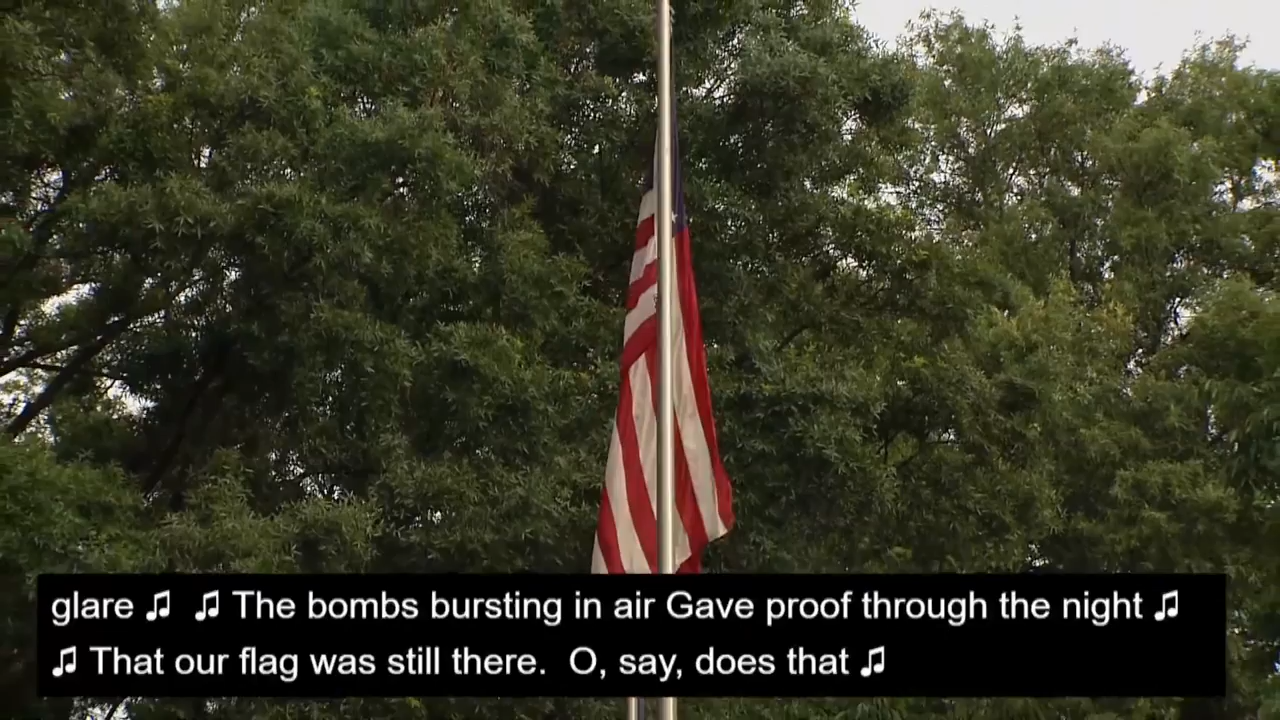 glare ♫ ♫ The bombs bursting in air Gave proof through the night ♫
♫ That our flag was still there. O, say, does that ♫